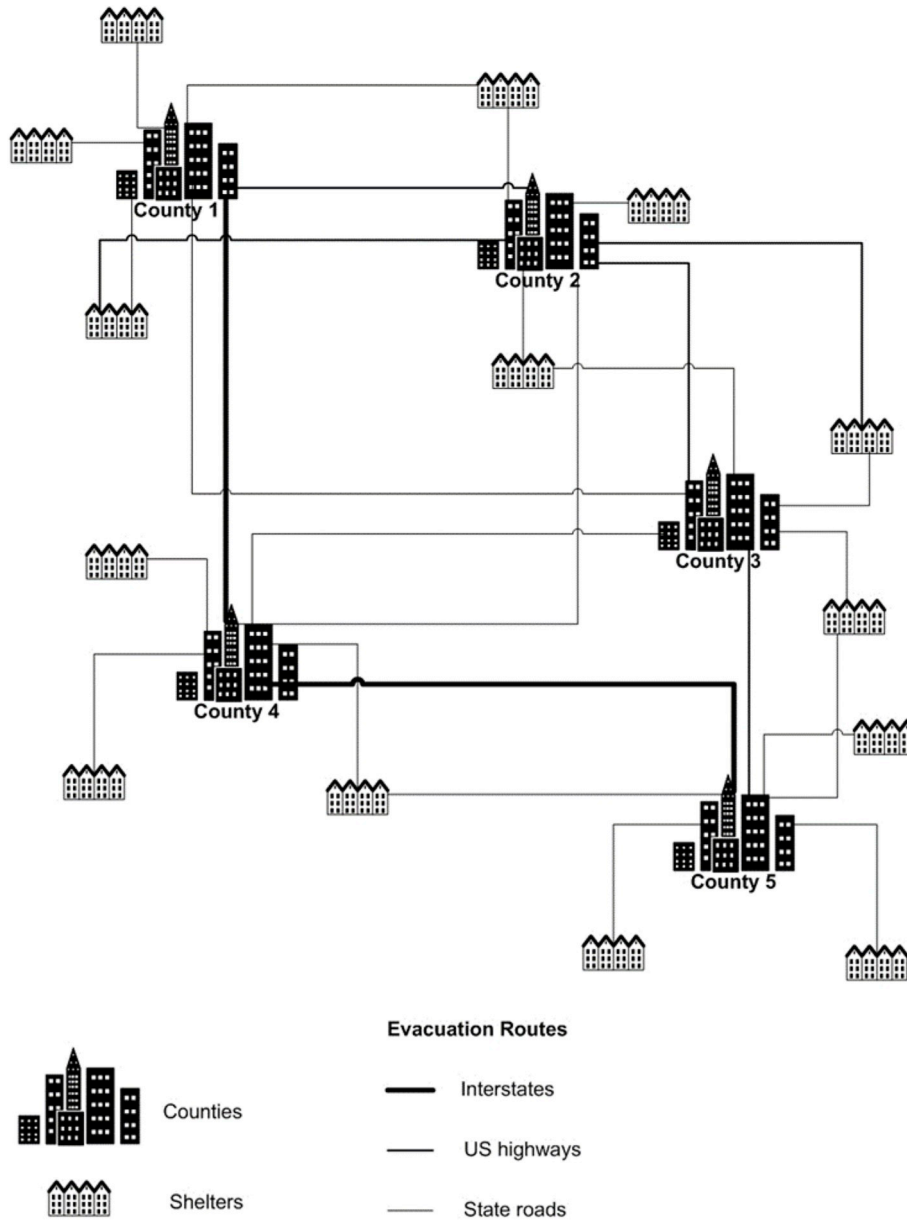 County 1
County 2
County 3
County 4
County 5
Evacuation Routes
Counties
Interstates
US highways
Shelters
State roads